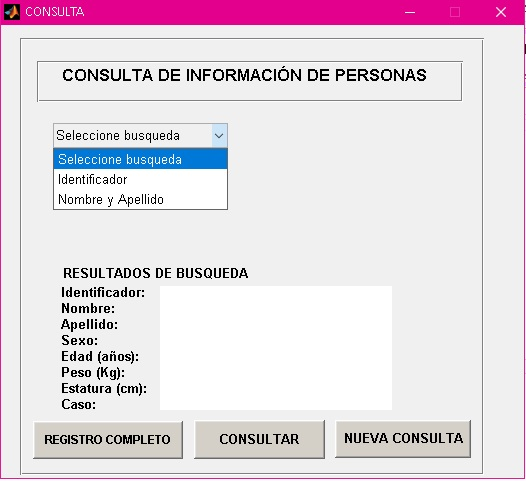 CONSULTA
CONSULTA DE INFORMACIÓN DE PERSONAS
Seleccione busqueda
Seleccione busqueda
Identificador
Nombre y Apellido
RESULTADOS DE BUSQUEDA
Identificador:
Nombre:
Apellido:
Sexo:
Edad (años):
Peso (Kg):
Estatura (cm):
Caso:
REGISTRO COMPLETO
CONSULTAR
NUEVA CONSULTA